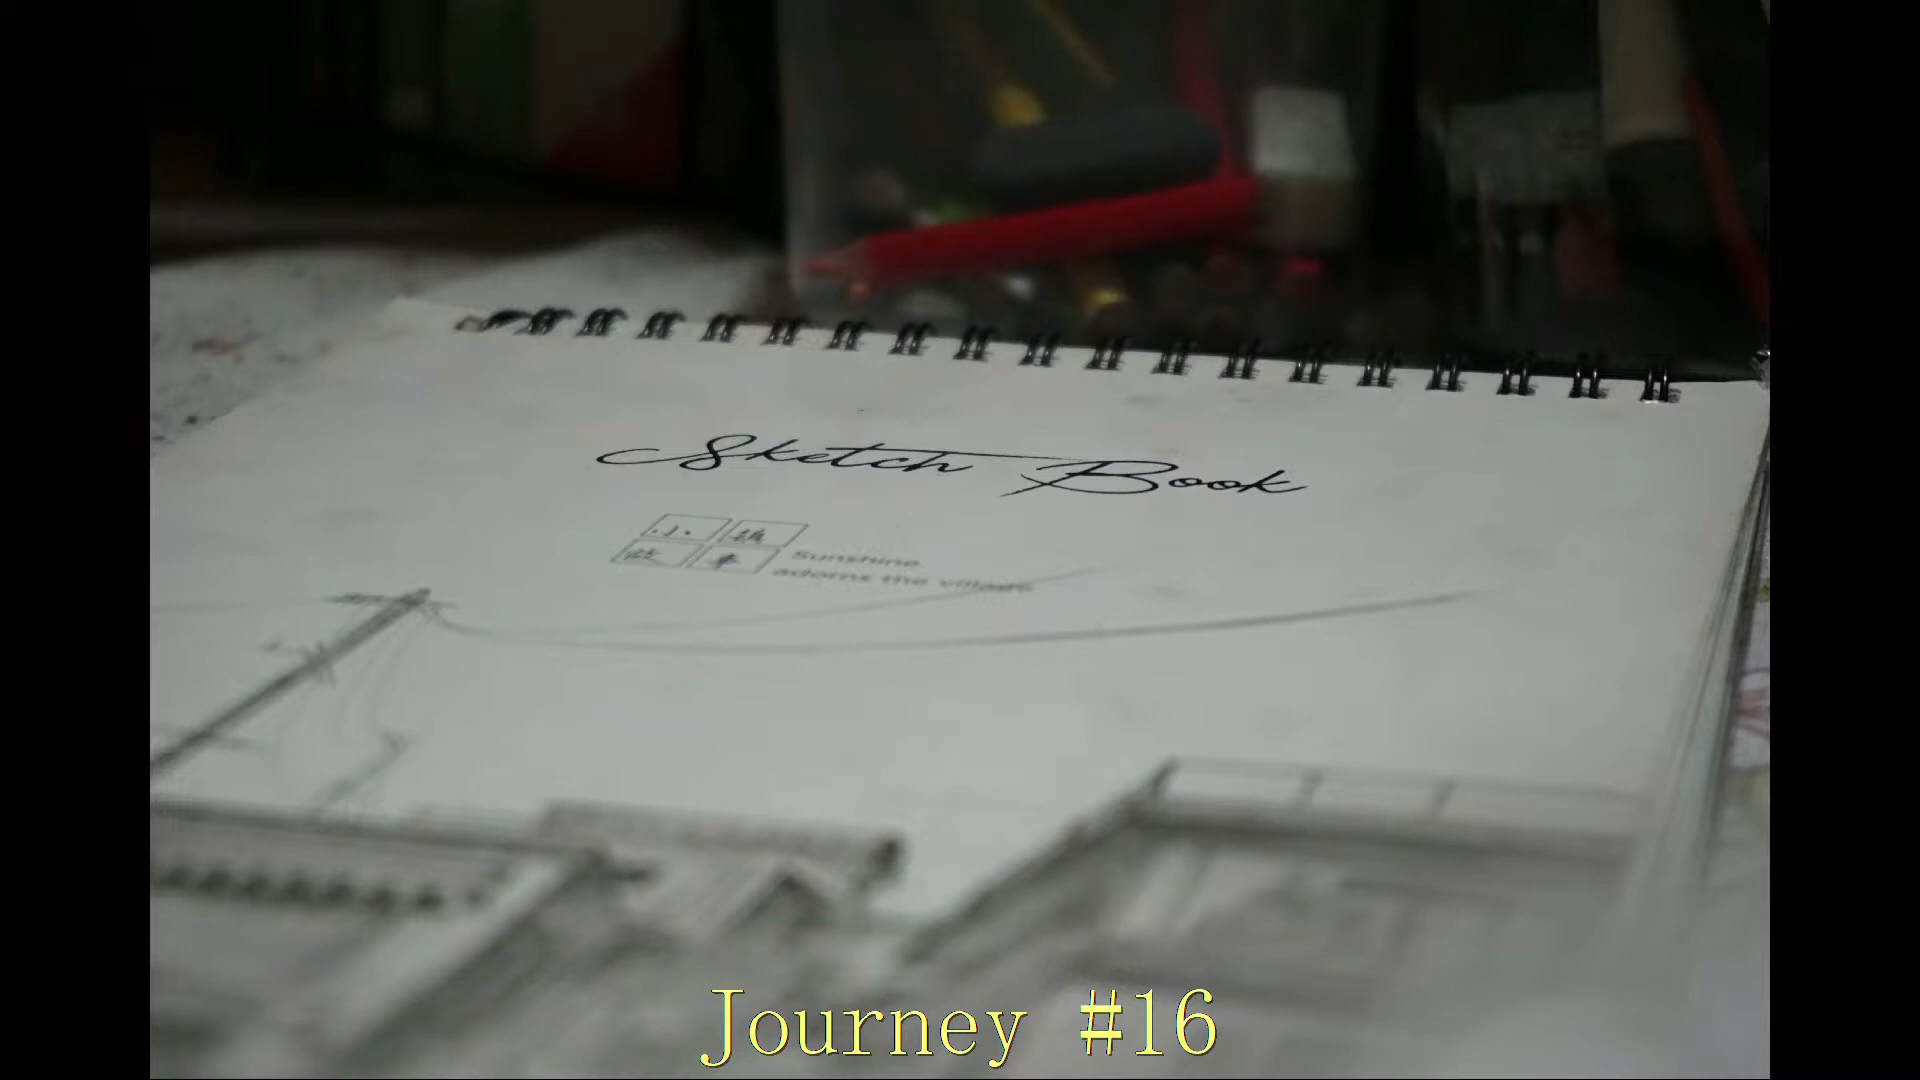 Sketch Book
小镇
故事
Sunshine
adorns the village
Journey #16